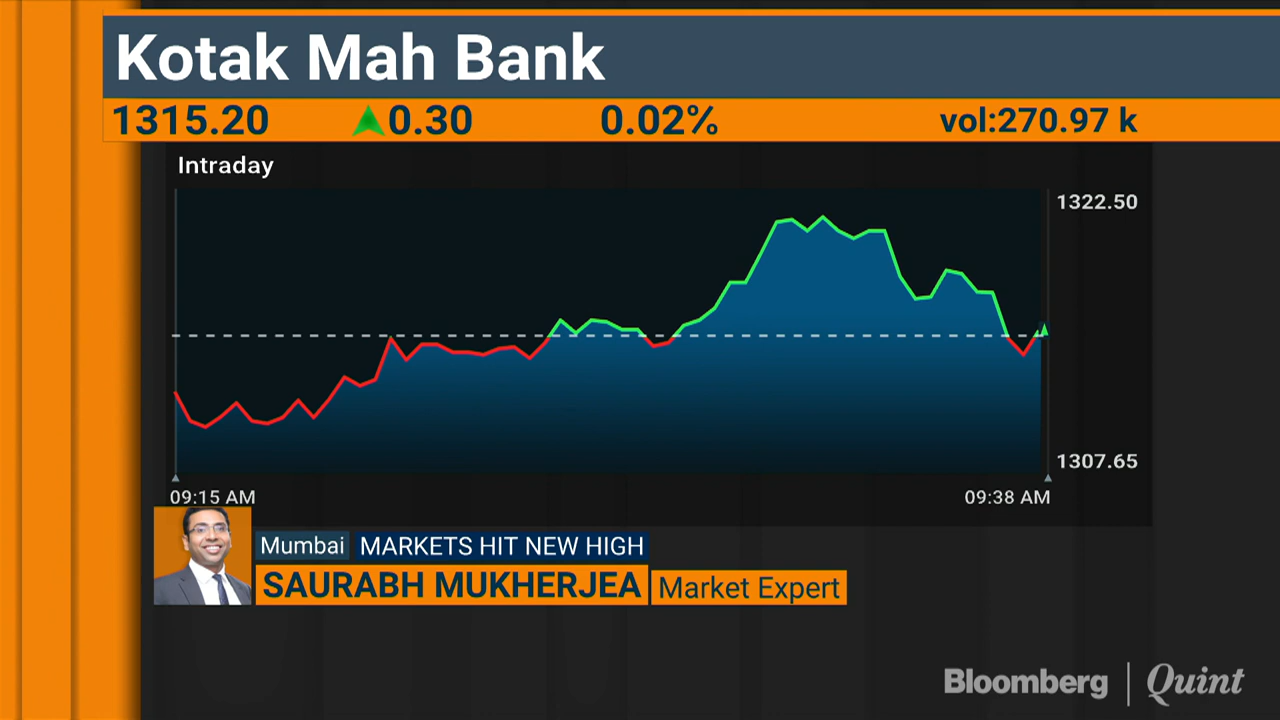 Kotak Mah Bank
1315.20 0.30 0.02% vol:270.97 k
Intraday
1322.50
1307.65
09:15 AM 09:38 AM
Mumbai MARKETS HIT NEW HIGH
SAURABH MUKHERJEA Market Expert
Bloomberg | Quint